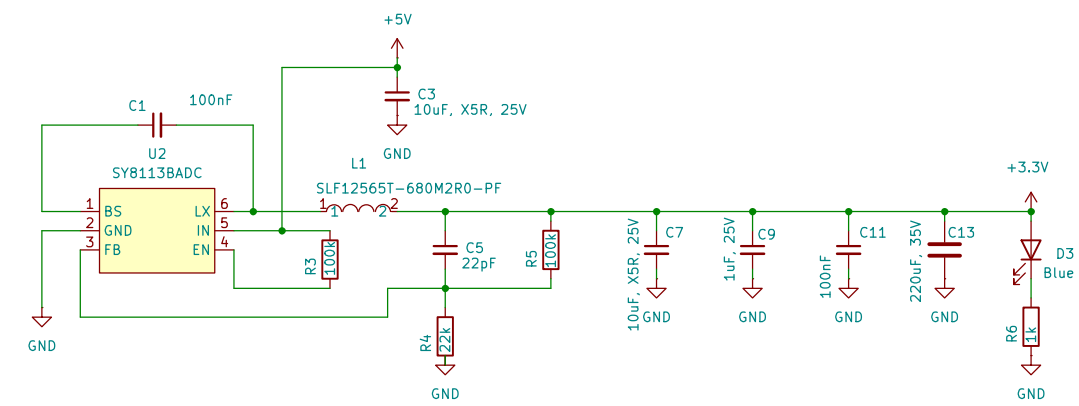 +5V
C3
10uF, X5R, 25V
GND
C1
100nF
U2
SY8113BADC
1 BS
2 GND
3 FB
LX 6
IN 5
EN 4
GND
R3
100k
L1
SLF12565T-680M2R0-PF
1 1 2 2
C5
22pF
R5
100k
R4
22k
GND
C7
10uF, X5R, 25V
GND
C9
1uF, 25V
GND
C11
100nF
GND
C13
220uF, 35V
GND
+3.3V
D3
Blue
R6
1k
GND